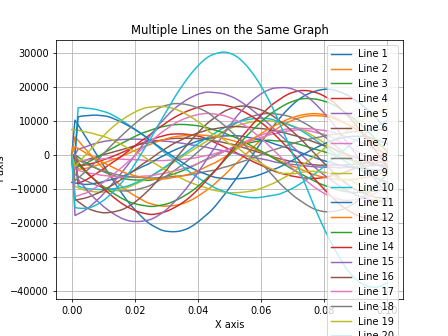 Multiple Lines on the Same Graph
30000
20000
10000
0
-10000
-20000
-30000
-40000
0.00
0.02
0.04
0.06
X axis
Line 1
Line 2
Line 3
Line 4
Line 5
Line 6
Line 7
Line 8
Line 9
Line 10
Line 11
Line 12
Line 13
Line 14
Line 15
Line 16
Line 17
Line 18
Line 19